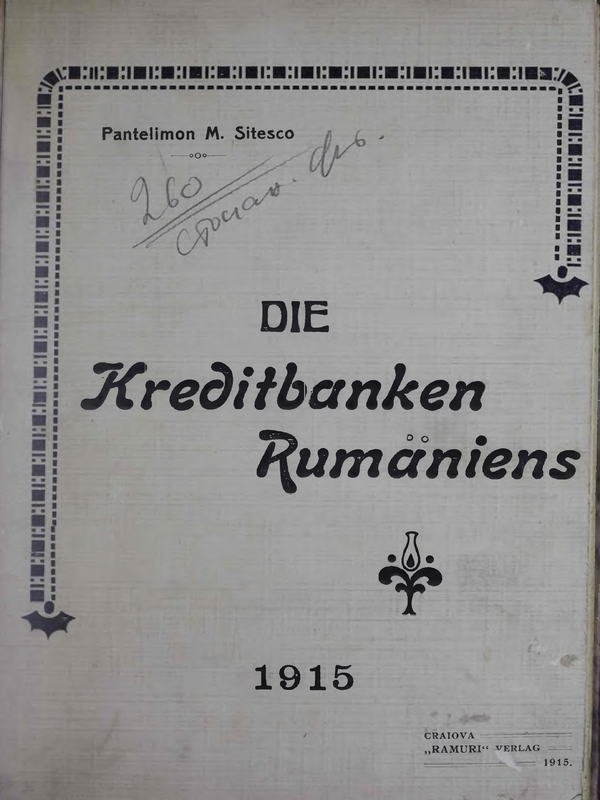 Pantelimon M. Sitesco
260
DIE
Kreditbanken
Rumäniens
1915
CRAIOVA
„RAMURI“ VERLAG
1915.